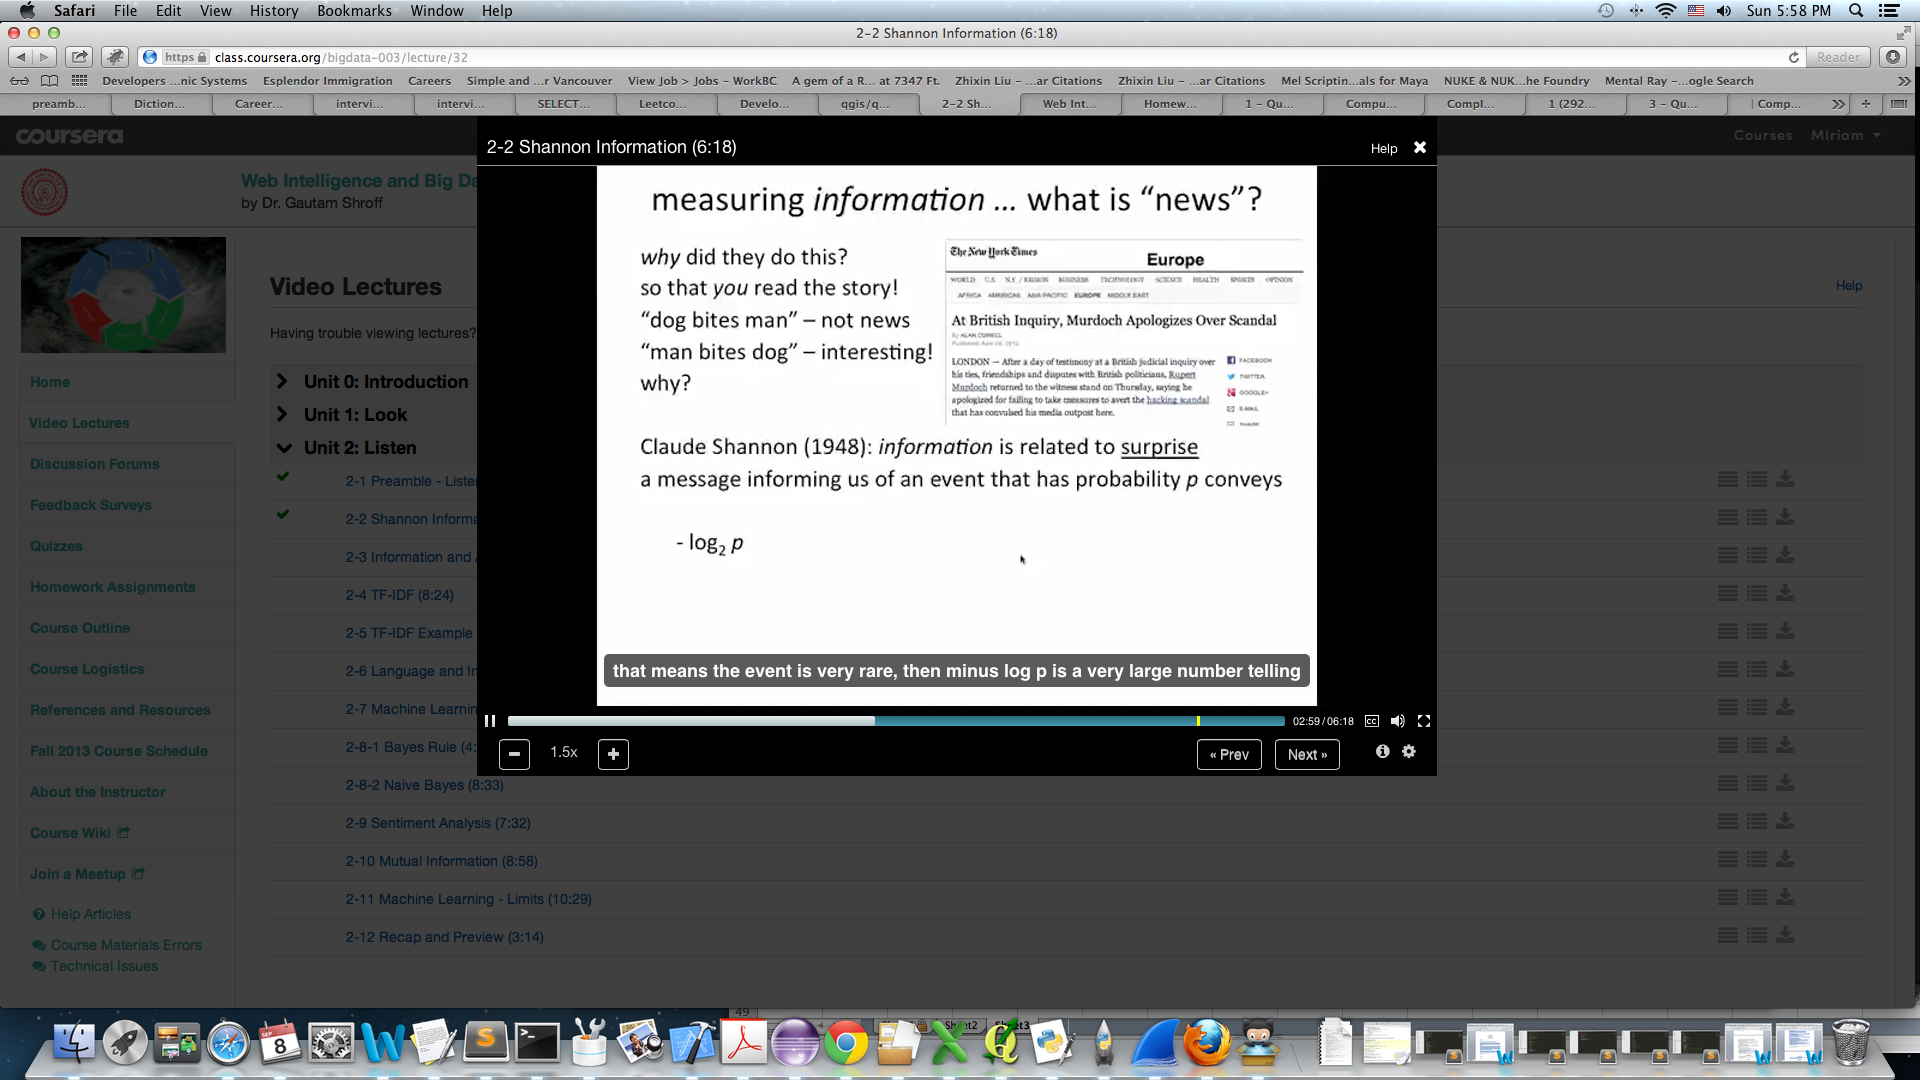 Safari File Edit View History Bookmarks Window Help Sun 5:58 PM
2-2 Shannon Information (6:18)
https class.coursera.org/bigdata-003/lecture/32 Reader
Developers ...nic Systems Esplendor Immigration Careers Simple and ...r Vancouver View Job > Jobs - WorkBC A gem of a R... at 7347 Ft. Zhixin Liu - ...ar Citations Zhixin Liu - ...ar Citations Mel Scriptin...als for Maya NUKE & NUK...he Foundry Mental Ray -...ogle Search
preamb... Diction... Career... intervi... intervi... SELECT... Leetco... Develo... qgis/q... 2-2 Sh... Web Int... Homew... 1 - Qu... Compu... Compl... 1 (292... 3 - Qu... | Comp...
coursera Courses MIriam
2-2 Shannon Information (6:18) Help
Web Intelligence and Big Da
by Dr. Gautam Shroff
Video Lectures
Help
Having trouble viewing lectures?
Home
Video Lectures
Discussion Forums
Feedback Surveys
Quizzes
Homework Assignments
Course Outline
Course Logistics
References and Resources
Fall 2013 Course Schedule
About the Instructor
Course Wiki
Join a Meetup
Help Articles
Course Materials Errors
Technical Issues
Unit 0: Introduction
Unit 1: Look
Unit 2: Listen
2-1 Preamble - Liste
2-2 Shannon Informa
2-3 Information and
2-4 TF-IDF (8:24)
2-5 TF-IDF Example
2-6 Language and In
2-7 Machine Learnin
2-8-1 Bayes Rule (4:
2-8-2 Naive Bayes (8:33)
2-9 Sentiment Analysis (7:32)
2-10 Mutual Information (8:58)
2-11 Machine Learning - Limits (10:29)
2-12 Recap and Preview (3:14)
measuring information ... what is “news”?
why did they do this?
so that you read the story!
“dog bites man” – not news
“man bites dog” – interesting!
why?
The New York Times
Europe
WORLD U.S. N.Y / REGION BUSINESS TECHNOLOGY SCIENCE HEALTH SPORTS OPINION
AFRICA AMERICAS ASIA PACIFIC EUROPE MIDDLE EAST
At British Inquiry, Murdoch Apologizes Over Scandal
LONDON — After a day of testimony at a British judicial inquiry over
his ties, friendships and disputes with British politicians, Rupert
Murdoch returned to the witness stand on Thursday, saying he
apologized for failing to take measures to avert the hacking scandal
that has convulsed his media outpost here.
FACEBOOK
TWITTER
GOOGLE+
E-MAIL
Claude Shannon (1948): information is related to surprise
a message informing us of an event that has probability p conveys
- log2 p
that means the event is very rare, then minus log p is a very large number telling
02:59/06:18 CC
1.5x
« Prev Next »
49 Sheet2
SEP
8